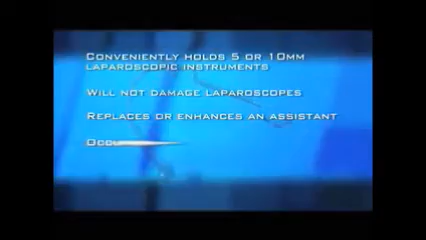 Conveniently holds 5 or 10mm
laparoscopic instruments
Will not damage laparoscopes
Replaces or enhances an assistant